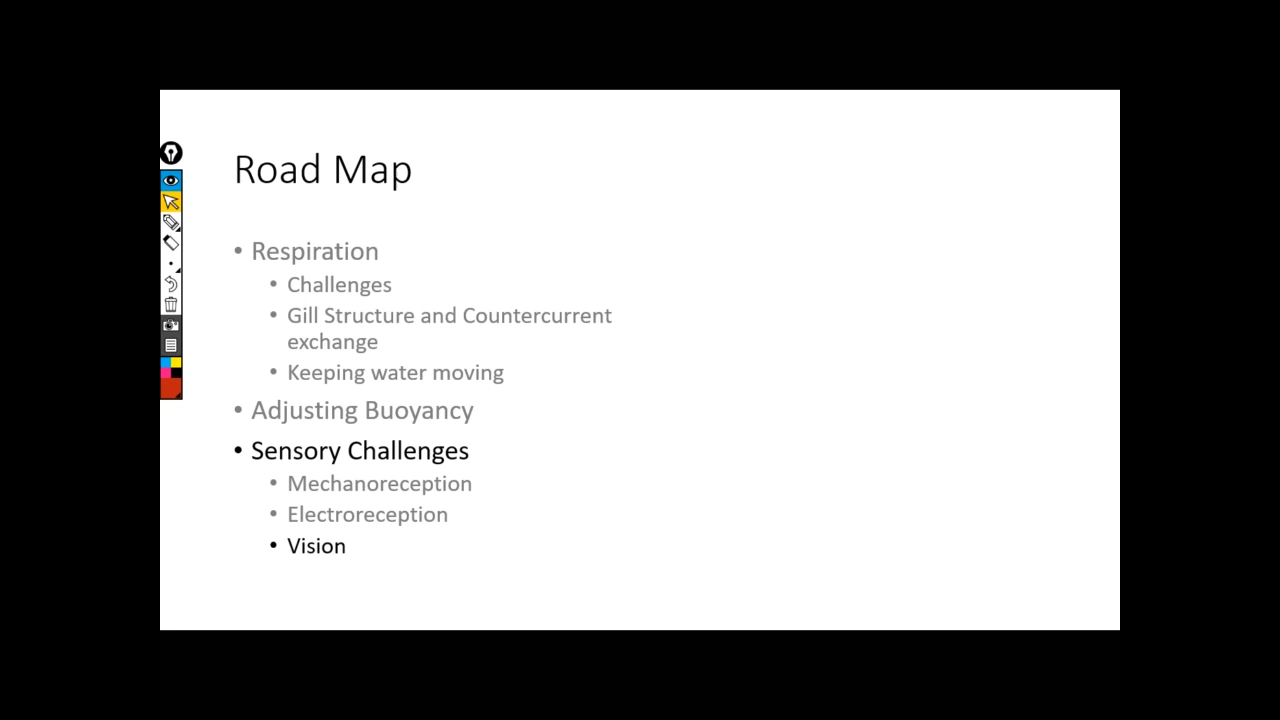 Road Map
• Respiration
• Challenges
• Gill Structure and Countercurrent
exchange
• Keeping water moving
• Adjusting Buoyancy
• Sensory Challenges
• Mechanoreception
• Electroreception
• Vision